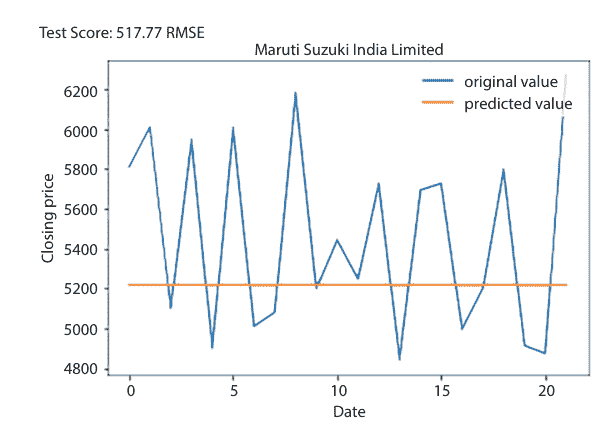 Test Score: 517.77 RMSE
Maruti Suzuki India Limited
original value
predicted value
Closing price
6200
6000
5800
5600
5400
5200
5000
4800
0 5 10 15 20
Date